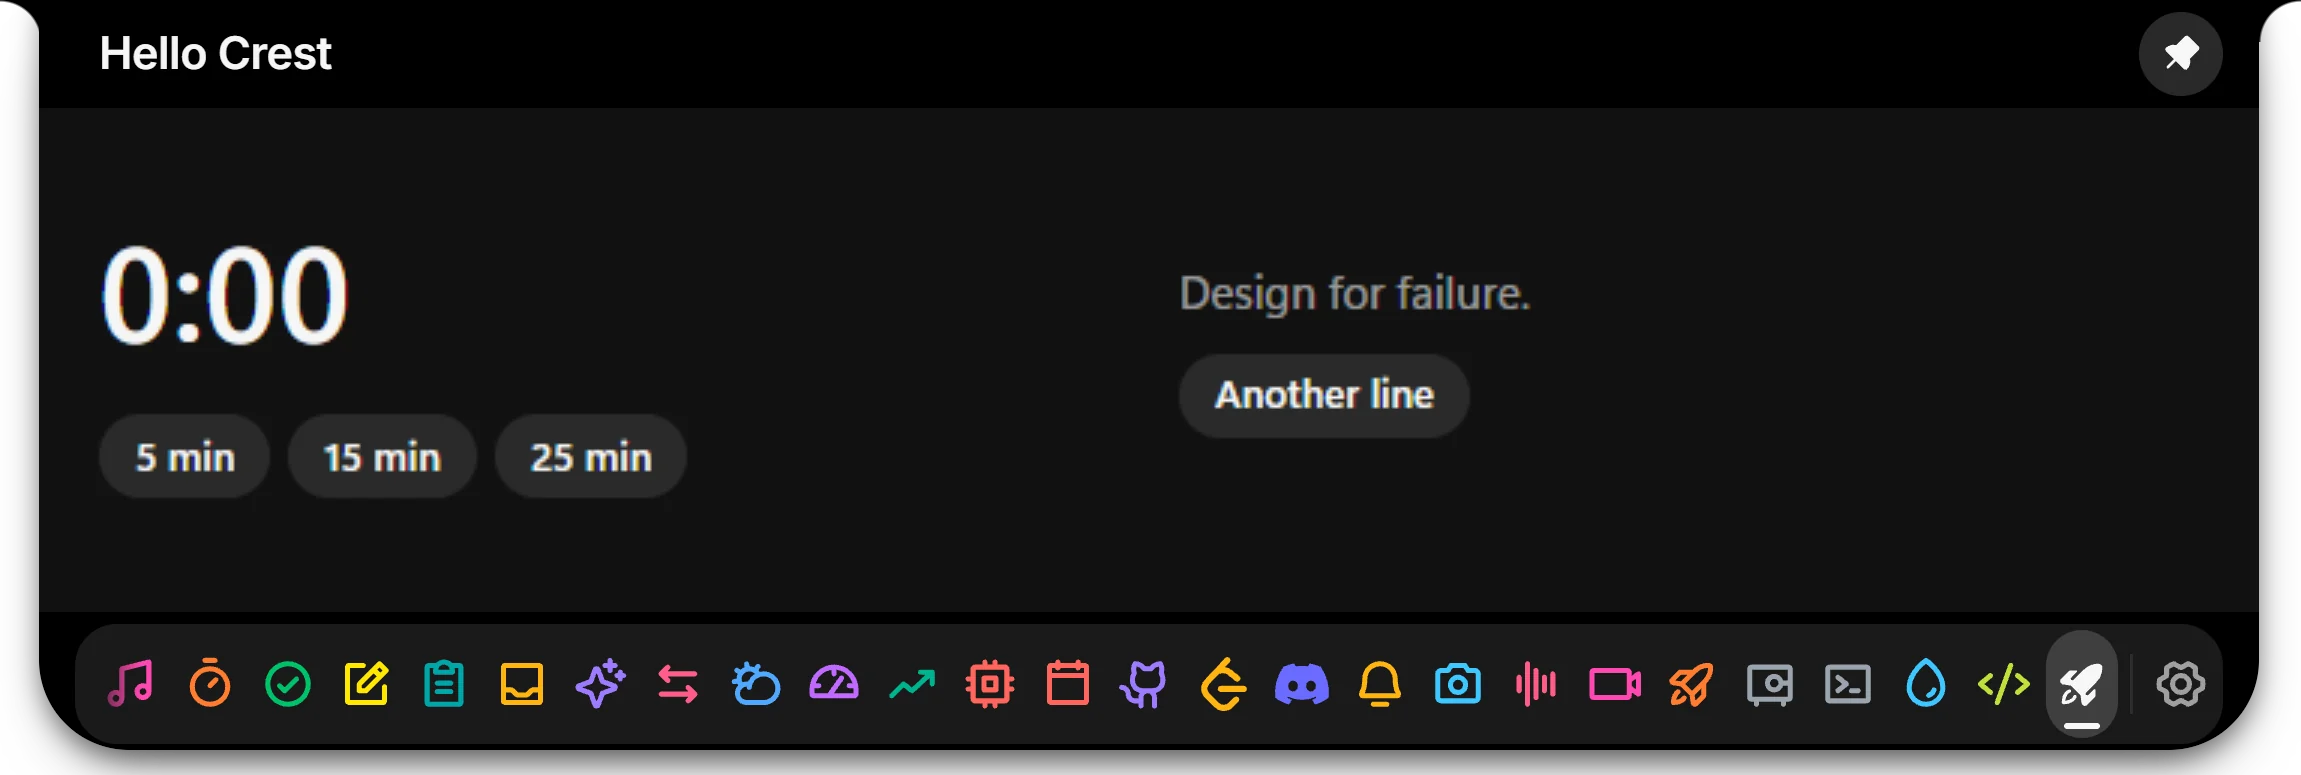 Hello Crest
0:00
5 min
15 min
25 min
Design for failure.
Another line